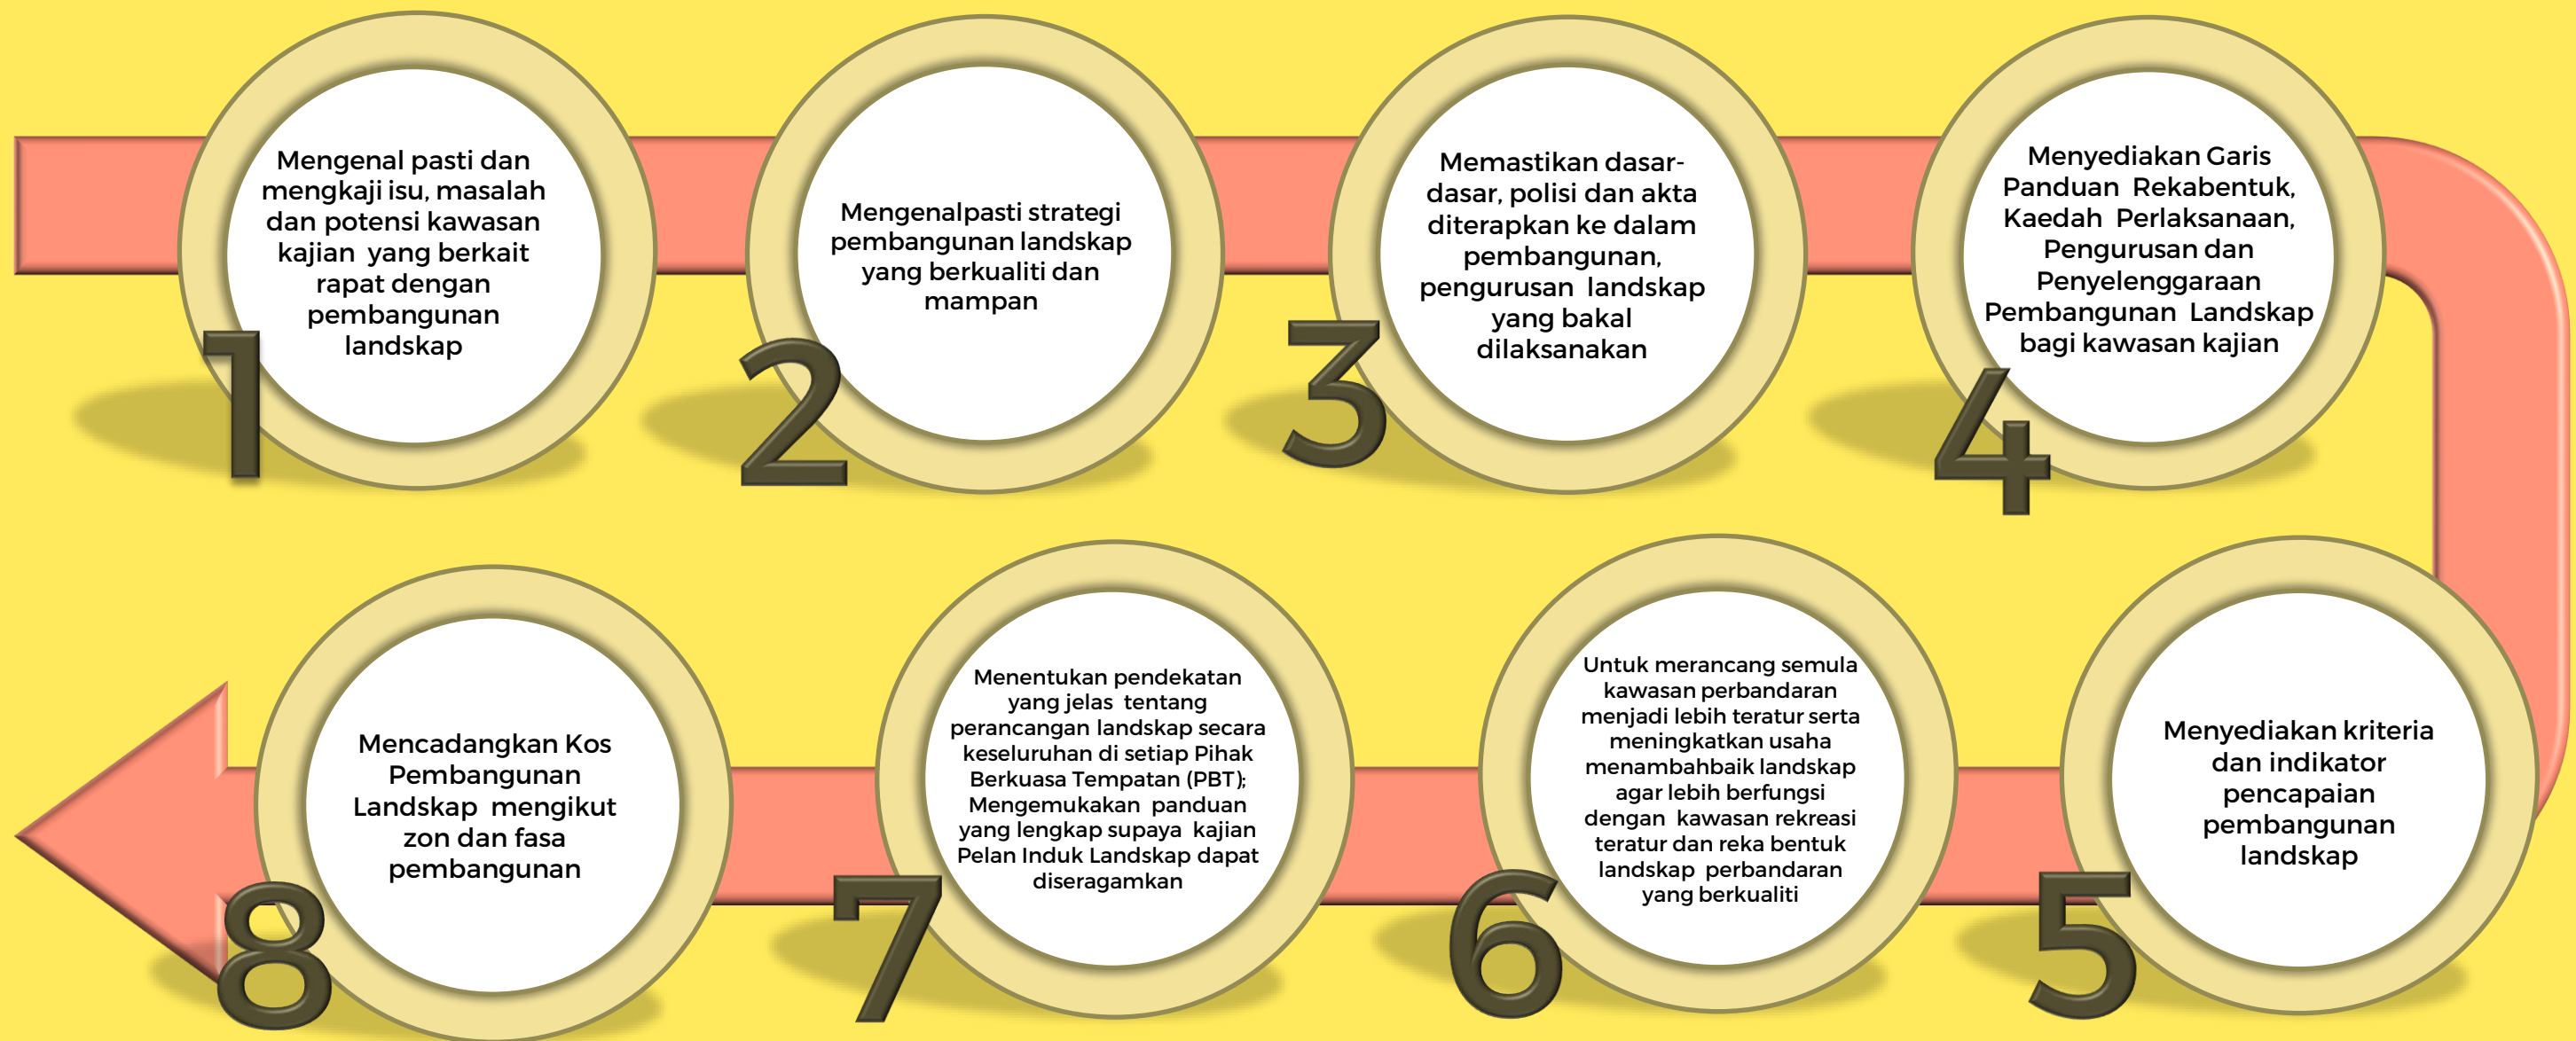 Mengenal pasti dan
mengkaji isu, masalah
dan potensi kawasan
kajian yang berkait
rapat dengan
pembangunan
landskap
1
Mengenalpasti strategi
pembangunan landskap
yang berkualiti dan
mampan
2
Memastikan dasar-
dasar, polisi dan akta
diterapkan ke dalam
pembangunan,
pengurusan landskap
yang bakal
dilaksanakan
3
Menyediakan Garis
Panduan Rekabentuk,
Kaedah Perlaksanaan,
Pengurusan dan
Penyelenggaraan
Pembangunan Landskap
bagi kawasan kajian
4
Menyediakan kriteria
dan indikator
pencapaian
pembangunan
landskap
5
Untuk merancang semula
kawasan perbandaran
menjadi lebih teratur serta
meningkatkan usaha
menambahbaik landskap
agar lebih berfungsi
dengan kawasan rekreasi
teratur dan reka bentuk
landskap perbandaran
yang berkualiti
6
Menentukan pendekatan
yang jelas tentang
perancangan landskap secara
keseluruhan di setiap Pihak
Berkuasa Tempatan (PBT);
Mengemukakan panduan
yang lengkap supaya kajian
Pelan Induk Landskap dapat
diseragamkan
7
Mencadangkan Kos
Pembangunan
Landskap mengikut
zon dan fasa
pembangunan
8